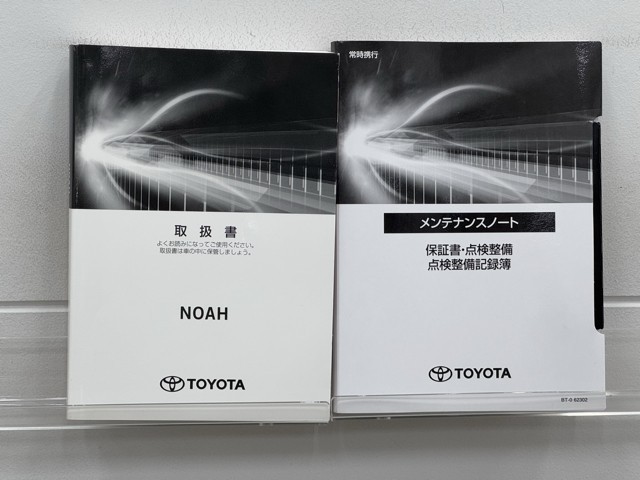 取扱書
よくお読みになってご使用ください。
取扱書は車の中に保管しましょう。
NOAH
TOYOTA
常時携行
メンテナンスノート
保証書・点検整備
点検整備記録簿
TOYOTA
BT-0 62302